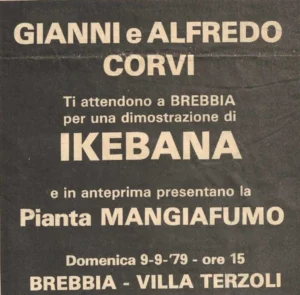 GIANNI e ALFREDO
CORVI
Ti attendono a BREBBIA
per una dimostrazione di
IKEBANA
e in anteprima presentano la
Pianta MANGIAFUMO
Domenica 9-9-'79 - ore 15
BREBBIA - VILLA TERZOLI